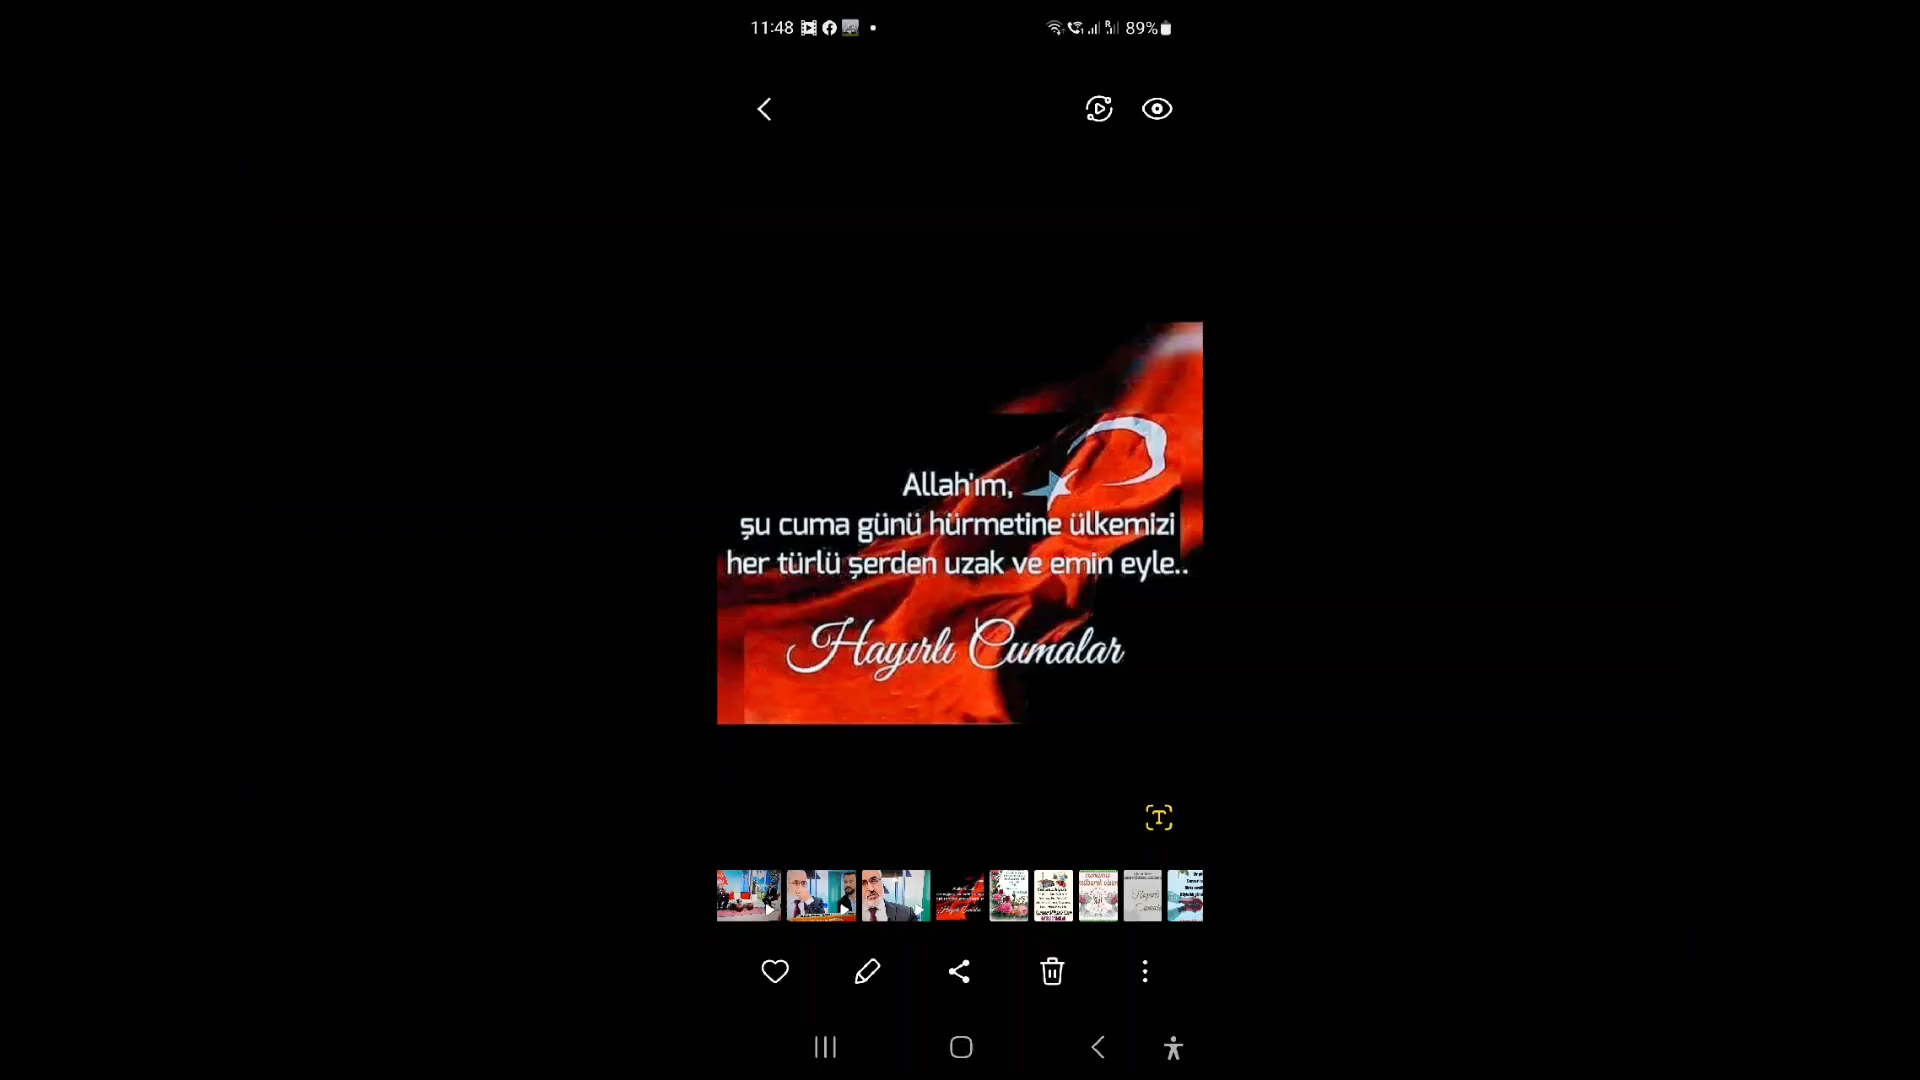 11:48
89%
Allah'ım,
şu cuma günü hürmetine ülkemizi
her türlü şerden uzak ve emin eyle..
Hayırlı Cumalar
T